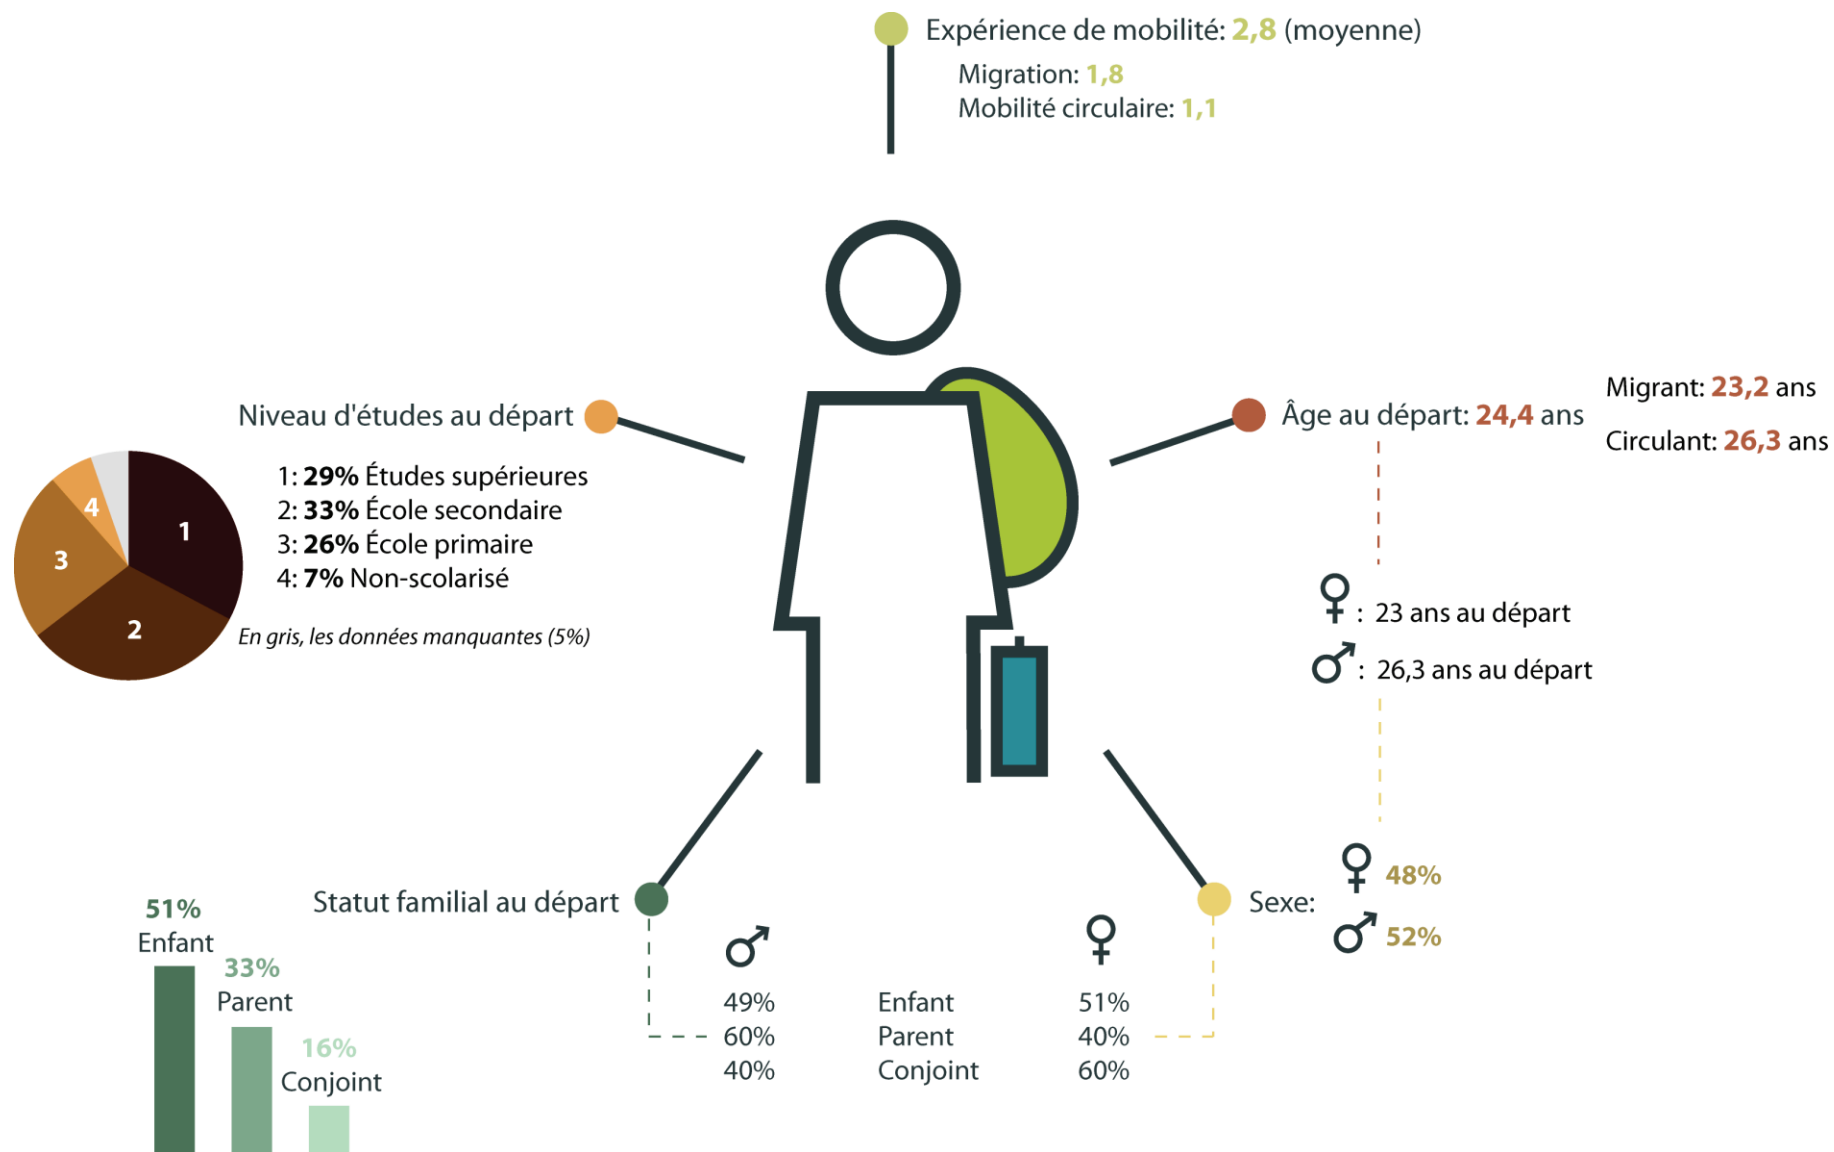 Expérience de mobilité: 2,8 (moyenne)
Migration: 1,8
Mobilité circulaire: 1,1
Niveau d'études au départ
1: 29% Études supérieures
2: 33% École secondaire
3: 26% École primaire
4: 7% Non-scolarisé
En gris, les données manquantes (5%)
1
2
3
4
Âge au départ: 24,4 ans
Migrant: 23,2 ans
Circulant: 26,3 ans
♀: 23 ans au départ
♂: 26,3 ans au départ
Sexe:
♀ 48%
♂ 52%
Statut familial au départ
51%
Enfant
33%
Parent
16%
Conjoint
♂ ♀
49% Enfant 51%
60% Parent 40%
40% Conjoint 60%